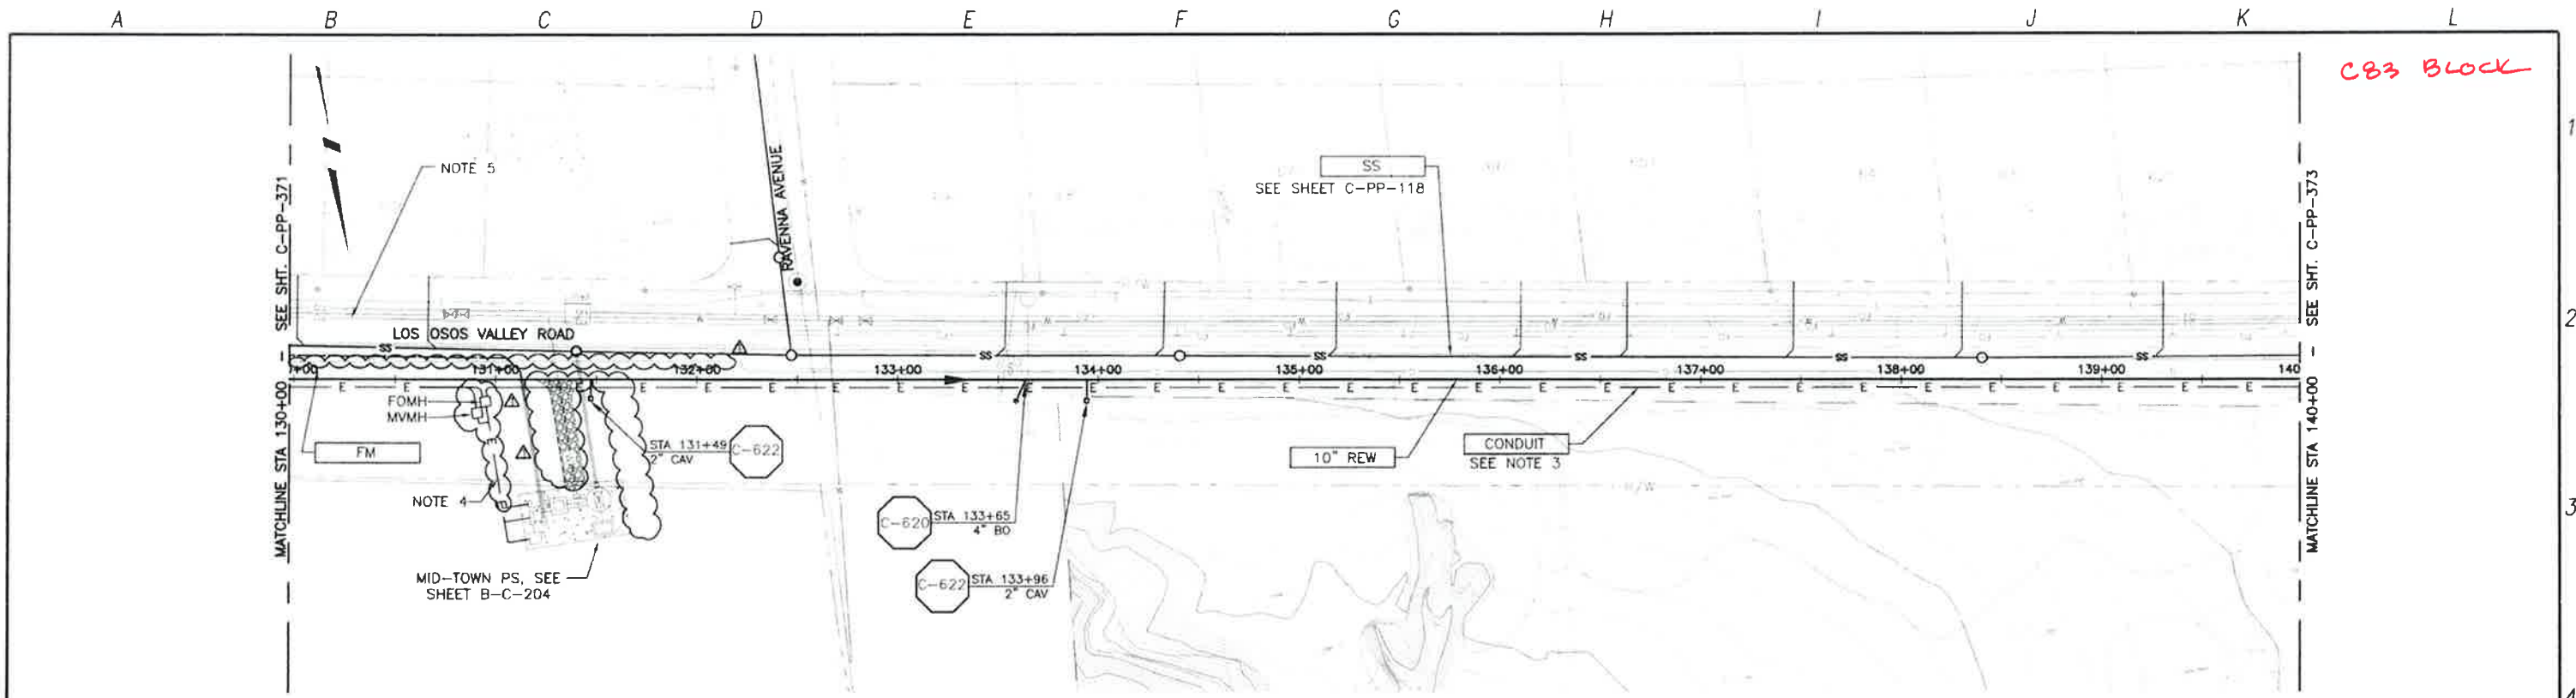 A B C D E F G H I J K L
C83 BLOCK
1
NOTE 5
SS
SEE SHEET C-PP-118
RAVENNA AVENUE
SEE SHT. C-PP-371
SEE SHT. C-PP-373
2
LOS OSOS VALLEY ROAD
SS SS SS SS SS SS
+00 131+00 132+00 133+00 134+00 135+00 136+00 137+00 138+00 139+00 140
E E E E E E E E E E E E E E E E E E
FOMH
MVMH
MATCHLINE STA 130+00 -
MATCHLINE STA 140+00 -
FM
STA 131+49
2" CAV
C-622
10" REW
CONDUIT
SEE NOTE 3
NOTE 4
R/W
3
C-620
STA 133+65
4" BO
MID-TOWN PS, SEE
SHEET B-C-204
C-622
STA 133+96
2" CAV